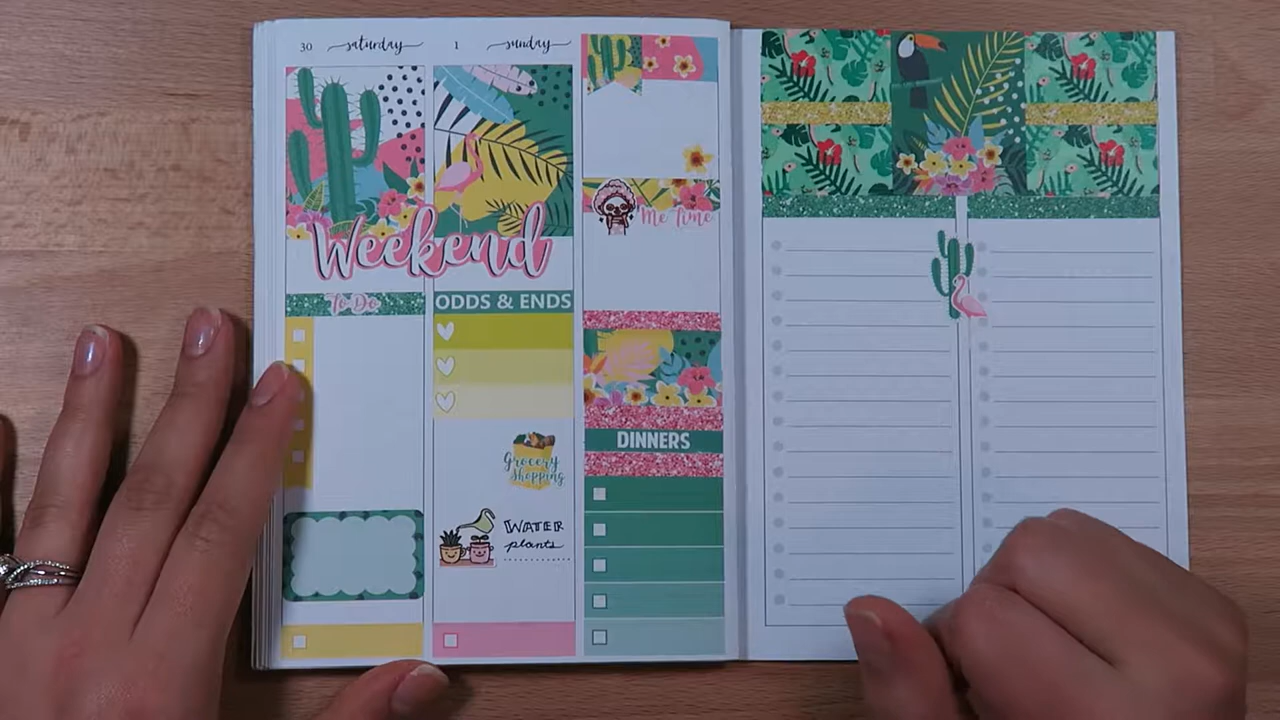 30 saturday
1 sunday
Weekend
To Do
ODDS & ENDS
Grocery
Shopping
WATER
plants
Me Time
DINNERS